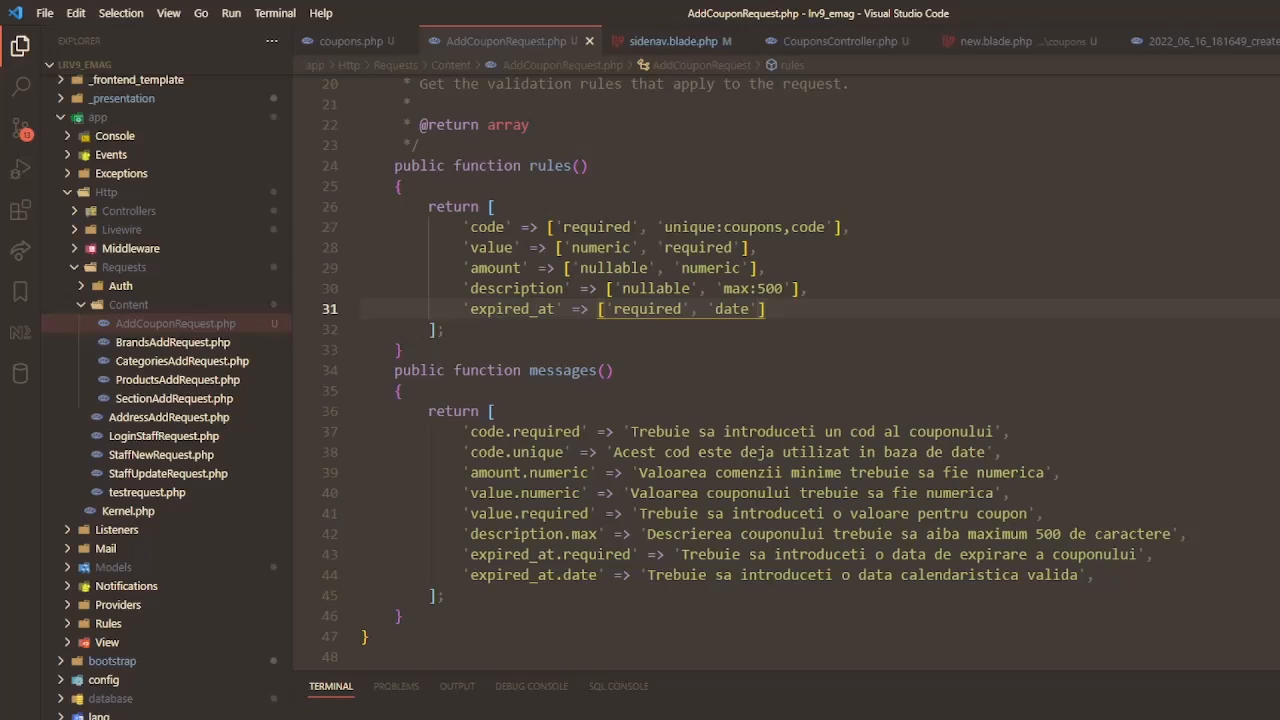 File Edit Selection View Go Run Terminal Help
AddCouponRequest.php - lrv9_emag - Visual Studio Code
EXPLORER ...
coupons.php U
AddCouponRequest.php U
sidenav.blade.php M
CouponsController.php U
new.blade.php ...\coupons U
2022_06_16_181649_create
app > Http > Requests > Content > AddCouponRequest.php > AddCouponRequest > rules
LRV9_EMAG
_frontend_template
_presentation
app
Console
Events
Exceptions
Http
Controllers
Livewire
Middleware
Requests
Auth
Content
AddCouponRequest.php U
BrandsAddRequest.php
CategoriesAddRequest.php
ProductsAddRequest.php
SectionAddRequest.php
AddressAddRequest.php
LoginStaffRequest.php
StaffNewRequest.php
StaffUpdateRequest.php
testrequest.php
Kernel.php
Listeners
Mail
Models
Notifications
Providers
Rules
View
bootstrap
config
database
lang
13
20 * Get the validation rules that apply to the request.
21 *
22 * @return array
23 */
24 public function rules()
25 {
26 return [
27 'code' => ['required', 'unique:coupons,code'],
28 'value' => ['numeric', 'required'],
29 'amount' => ['nullable', 'numeric'],
30 'description' => ['nullable', 'max:500'],
31 'expired_at' => ['required', 'date']
32 ];
33 }
34 public function messages()
35 {
36 return [
37 'code.required' => 'Trebuie sa introduceti un cod al couponului',
38 'code.unique' => 'Acest cod este deja utilizat in baza de date',
39 'amount.numeric' => 'Valoarea comenzii minime trebuie sa fie numerica',
40 'value.numeric' => 'Valoarea couponului trebuie sa fie numerica',
41 'value.required' => 'Trebuie sa introduceti o valoare pentru coupon',
42 'description.max' => 'Descrierea couponului trebuie sa aiba maximum 500 de caractere',
43 'expired_at.required' => 'Trebuie sa introduceti o data de expirare a couponului',
44 'expired_at.date' => 'Trebuie sa introduceti o data calendaristica valida',
45 ];
46 }
47 }
48
TERMINAL PROBLEMS OUTPUT DEBUG CONSOLE SQL CONSOLE